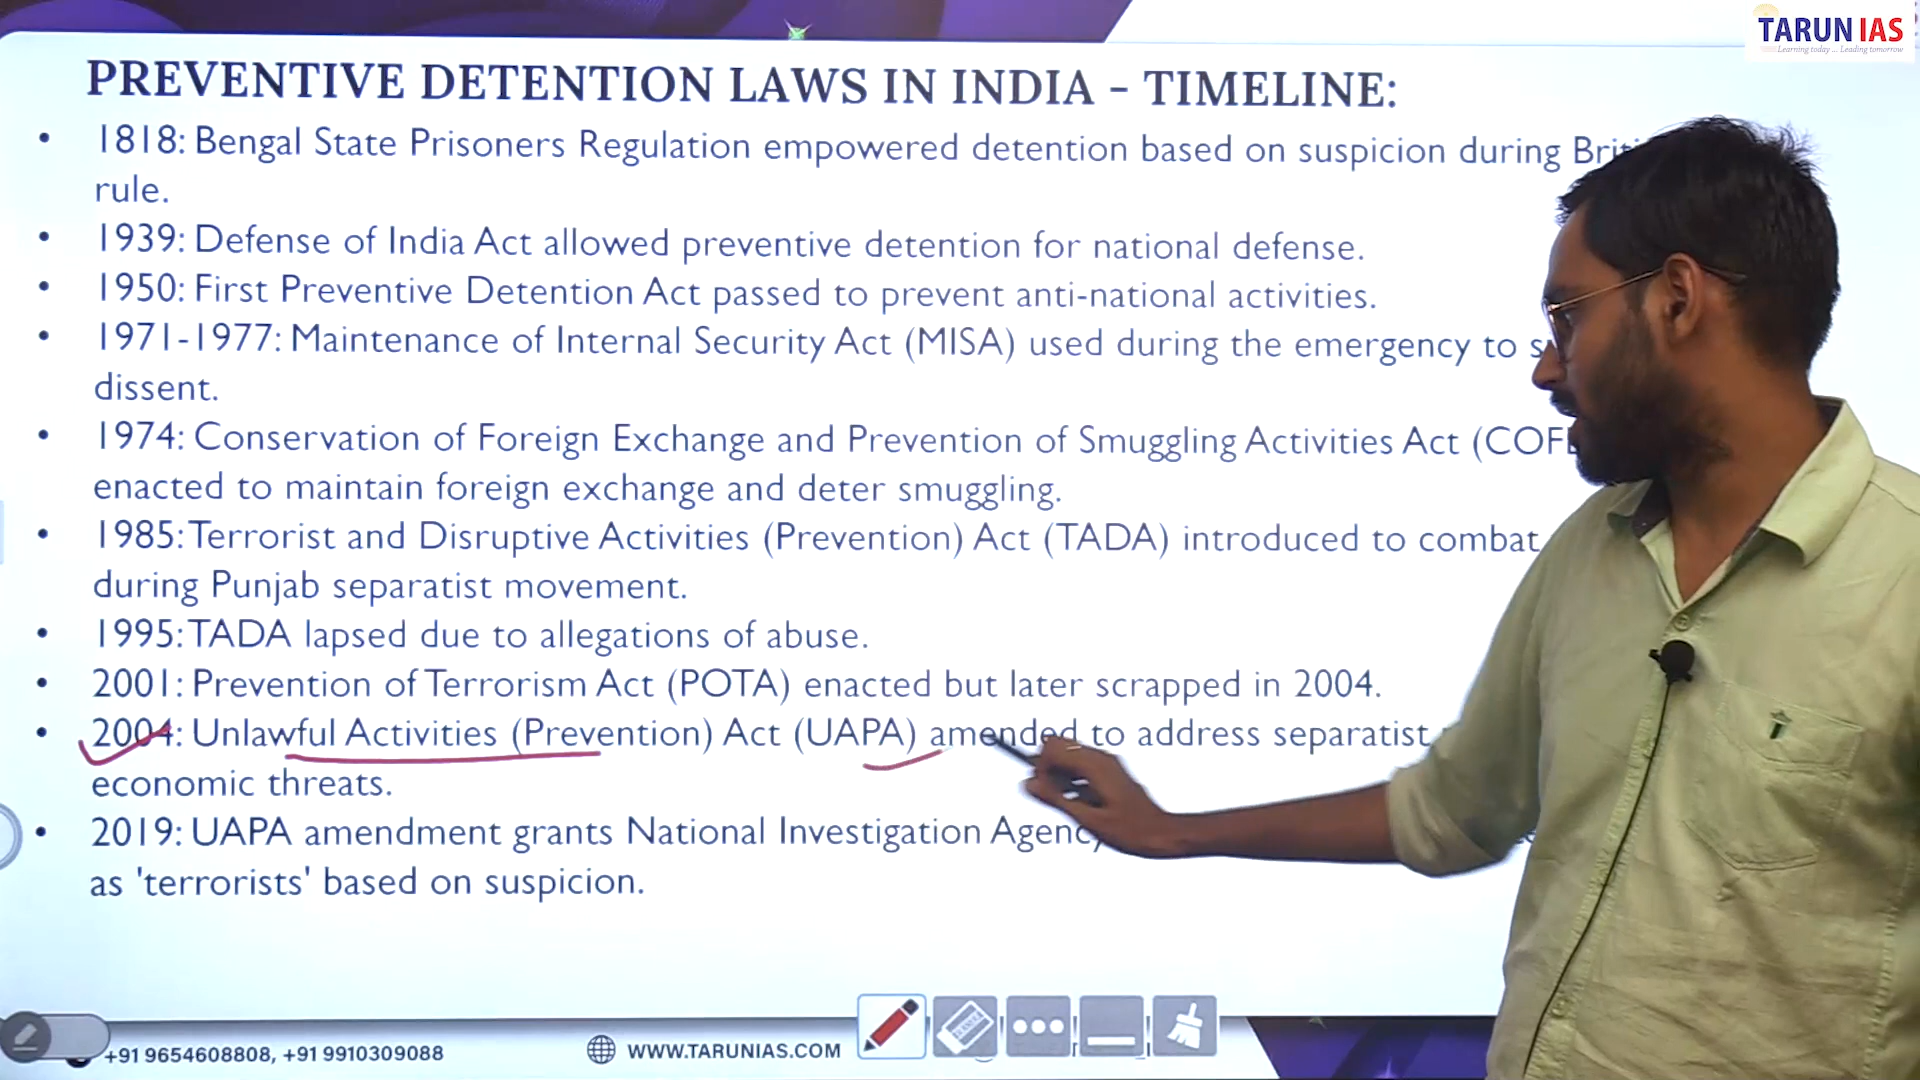 TARUN IAS
Learning today ... Leading tomorrow
PREVENTIVE DETENTION LAWS IN INDIA - TIMELINE:
• 1818: Bengal State Prisoners Regulation empowered detention based on suspicion during
rule.
• 1939: Defense of India Act allowed preventive detention for national defense.
• 1950: First Preventive Detention Act passed to prevent anti-national activities.
• 1971-1977: Maintenance of Internal Security Act (MISA) used during the emergency to
dissent.
• 1974: Conservation of Foreign Exchange and Prevention of Smuggling Activities Act
enacted to maintain foreign exchange and deter smuggling.
• 1985: Terrorist and Disruptive Activities (Prevention) Act (TADA) introduced to combat
during Punjab separatist movement.
• 1995: TADA lapsed due to allegations of abuse.
• 2001: Prevention of Terrorism Act (POTA) enacted but later scrapped in 2004.
• 2004: Unlawful Activities (Prevention) Act (UAPA) amended to address separatist
economic threats.
• 2019: UAPA amendment grants National Investigation
as 'terrorists' based on suspicion.
+91 9654608808, +91 9910309088
WWW.TARUNIAS.COM